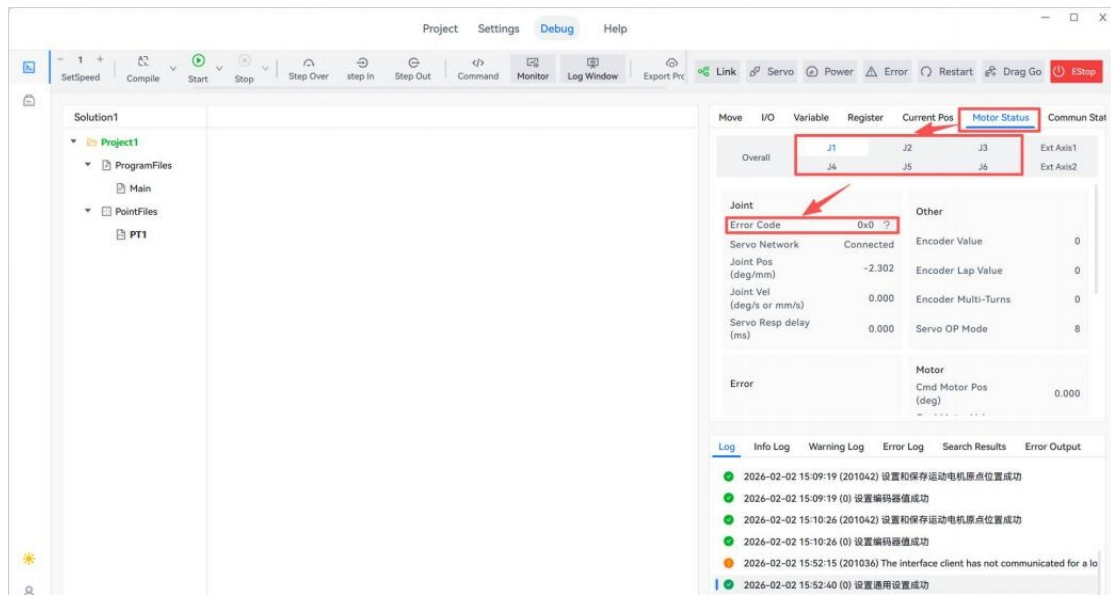 Project Settings Debug Help
- 1 +
SetSpeed Compile Start Stop Step Over step In Step Out Command Monitor Log Window Export Prc Link Servo Power Error Restart Drag Go EStop
Solution1
Project1
ProgramFiles
Main
PointFiles
PT1
Move I/O Variable Register Current Pos Motor Status Commun Stat
Overall
J1 J2 J3 Ext Axis1
J4 J5 J6 Ext Axis2
Joint
Error Code 0x0 ?
Servo Network Connected
Joint Pos
(deg/mm) -2.302
Joint Vel
(deg/s or mm/s) 0.000
Servo Resp delay
(ms) 0.000
Other
Encoder Value 0
Encoder Lap Value 0
Encoder Multi-Turns 0
Servo OP Mode 8
Error
Motor
Cmd Motor Pos
(deg) 0.000
Log Info Log Warning Log Error Log Search Results Error Output
2026-02-02 15:09:19 (201042) 设置和保存运动电机原点位置成功
2026-02-02 15:09:19 (0) 设置编码器值成功
2026-02-02 15:10:26 (201042) 设置和保存运动电机原点位置成功
2026-02-02 15:10:26 (0) 设置编码器值成功
2026-02-02 15:52:15 (201036) The interface client has not communicated for a lo
2026-02-02 15:52:40 (0) 设置通用设置成功